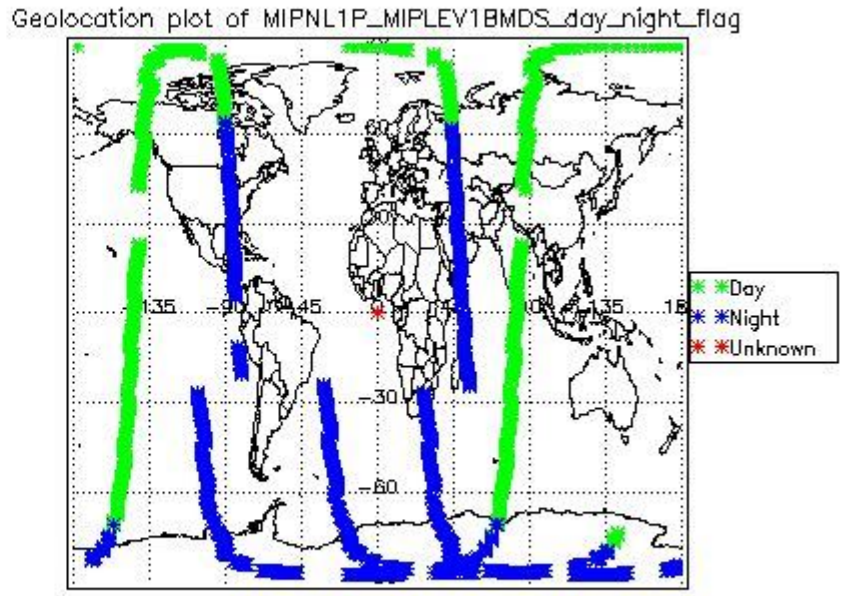 Geolocation plot of MIPNL1P_MIPLEV1BMDS_day_night_flag
-135
-90
45
135
-30
-60
Day
Night
Unknown